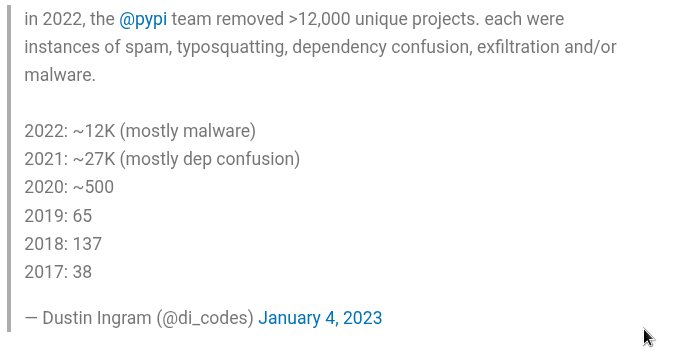 in 2022, the @pypi team removed >12,000 unique projects. each were
instances of spam, typosquatting, dependency confusion, exfiltration and/or
malware.
2022: ~12K (mostly malware)
2021: ~27K (mostly dep confusion)
2020: ~500
2019: 65
2018: 137
2017: 38
— Dustin Ingram (@di_codes) January 4, 2023